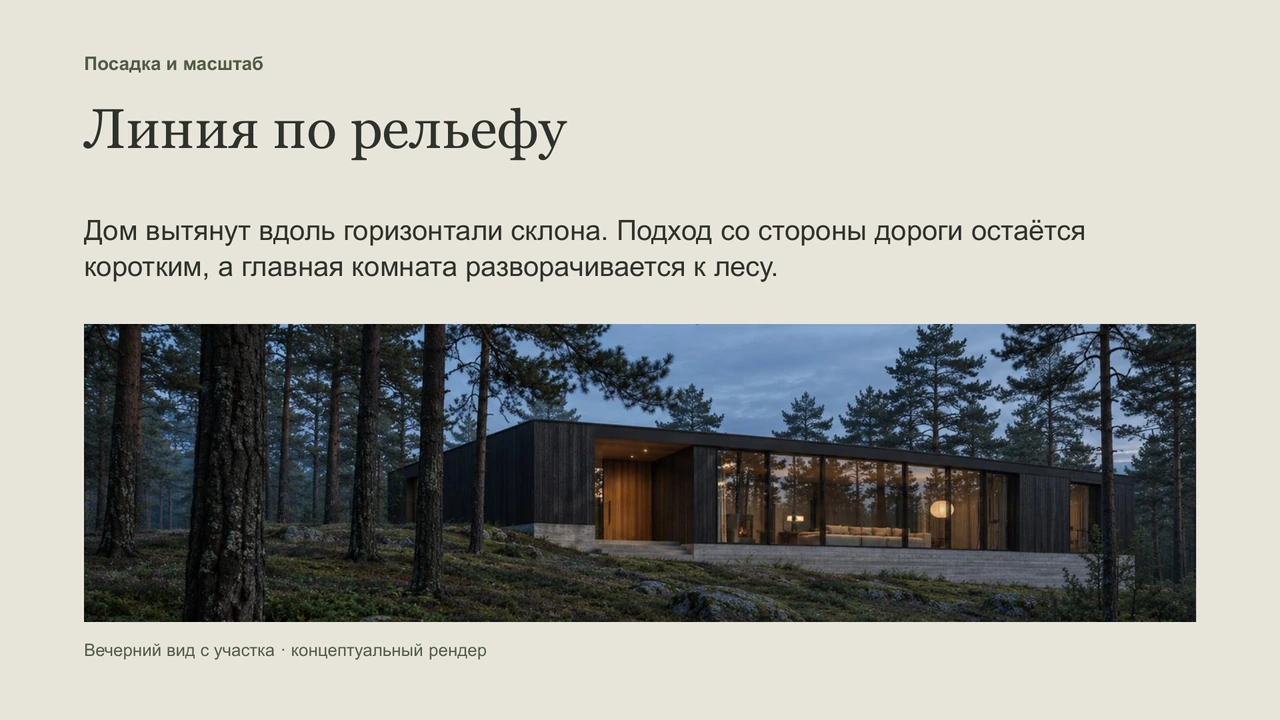 Посадка и масштаб
Линия по рельефу
Дом вытянут вдоль горизонтали склона. Подход со стороны дороги остаётся
коротким, а главная комната разворачивается к лесу.
Вечерний вид с участка · концептуальный рендер